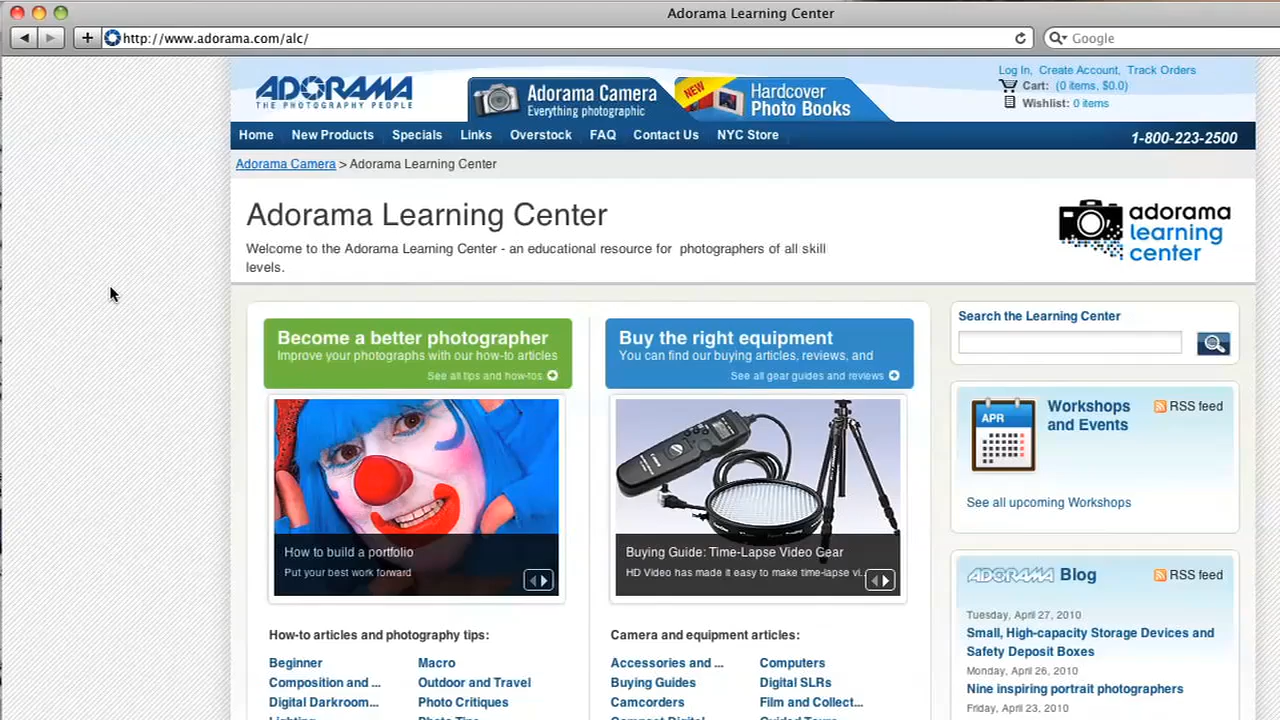 Adorama Learning Center
http://www.adorama.com/alc/
Google
ADORAMA
THE PHOTOGRAPHY PEOPLE
Adorama Camera
Everything photographic
NEW
Hardcover
Photo Books
Log In, Create Account, Track Orders
Cart: (0 items, $0.0)
Wishlist: 0 items
Home New Products Specials Links Overstock FAQ Contact Us NYC Store
1-800-223-2500
Adorama Camera > Adorama Learning Center
Adorama Learning Center
Welcome to the Adorama Learning Center - an educational resource for photographers of all skill
levels.
adorama
learning
center
Become a better photographer
Improve your photographs with our how-to articles
See all tips and how-tos
Buy the right equipment
You can find our buying articles, reviews, and
See all gear guides and reviews
Search the Learning Center
How to build a portfolio
Put your best work forward
Buying Guide: Time-Lapse Video Gear
HD Video has made it easy to make time-lapse vi...
APR
Workshops
and Events
RSS feed
See all upcoming Workshops
ADORAMA Blog
RSS feed
Tuesday, April 27, 2010
Small, High-capacity Storage Devices and
Safety Deposit Boxes
Monday, April 26, 2010
Nine inspiring portrait photographers
Friday, April 23, 2010
How-to articles and photography tips:
Beginner Macro
Composition and ... Outdoor and Travel
Digital Darkroom... Photo Critiques
Lighting Photo Tips
Camera and equipment articles:
Accessories and ... Computers
Buying Guides Digital SLRs
Camcorders Film and Collect...
Compact Digital Guided Tours